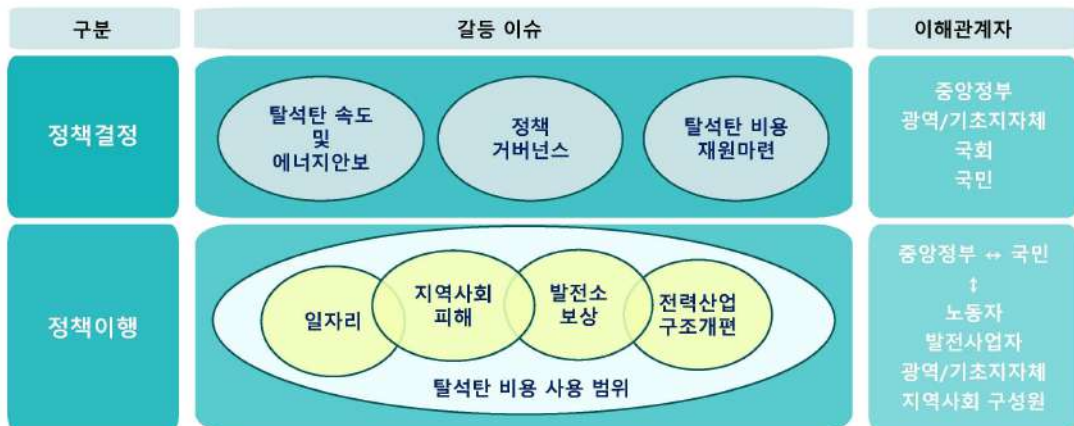 구분
갈등 이슈
이해관계자
정책결정
탈석탄 속도
및
에너지안보
정책
거버넌스
탈석탄 비용
재원마련
중앙정부
광역/기초지자체
국회
국민
정책이행
일자리
지역사회
피해
발전소
보상
전력산업
구조개편
탈석탄 비용 사용 범위
중앙정부 ↔ 국민
↕
노동자
발전사업자
광역/기초지자체
지역사회 구성원